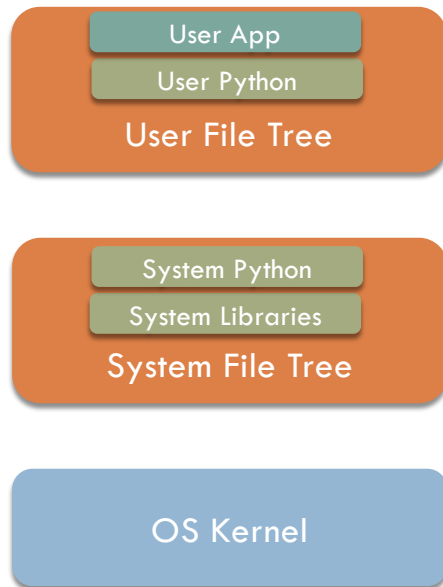 User App
User Python
User File Tree
System Python
System Libraries
System File Tree
OS Kernel